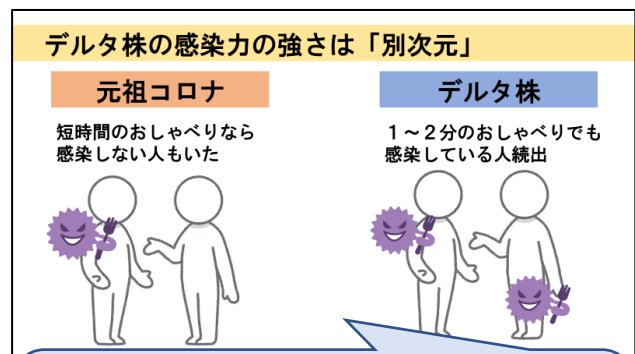 デルタ株の感染力の強さは「別次元」
元祖コロナ
デルタ株
短時間のおしゃべりなら
感染しない人もいた
１～２分のおしゃべりでも
感染している人続出